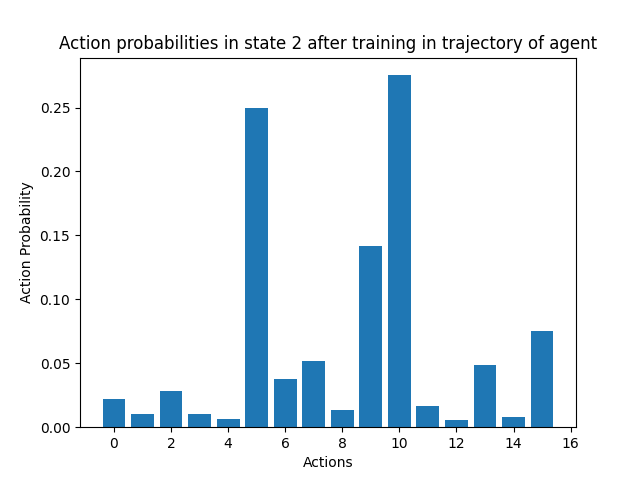 Action probabilities in state 2 after training in trajectory of agent
Action Probability
0.25
0.20
0.15
0.10
0.05
0.00
0 2 4 6 8 10 12 14 16
Actions